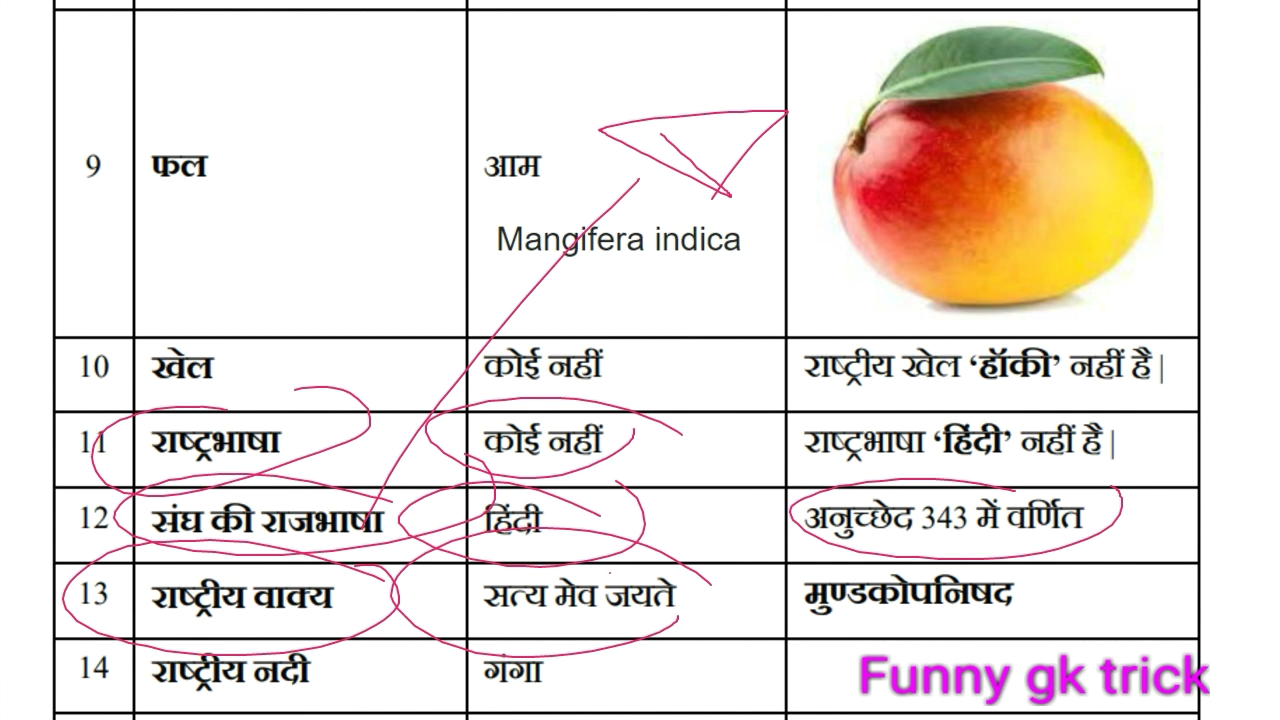 9 फल आम
Mangifera indica
10 खेल कोई नहीं राष्ट्रीय खेल ‘हॉकी’ नहीं है |
11 राष्ट्रभाषा कोई नहीं राष्ट्रभाषा ‘हिंदी’ नहीं है |
12 संघ की राजभाषा हिंदी अनुच्छेद 343 में वर्णित
13 राष्ट्रीय वाक्य सत्य मेव जयते मुण्डकोपनिषद
14 राष्ट्रीय नदी गंगा
Funny gk trick